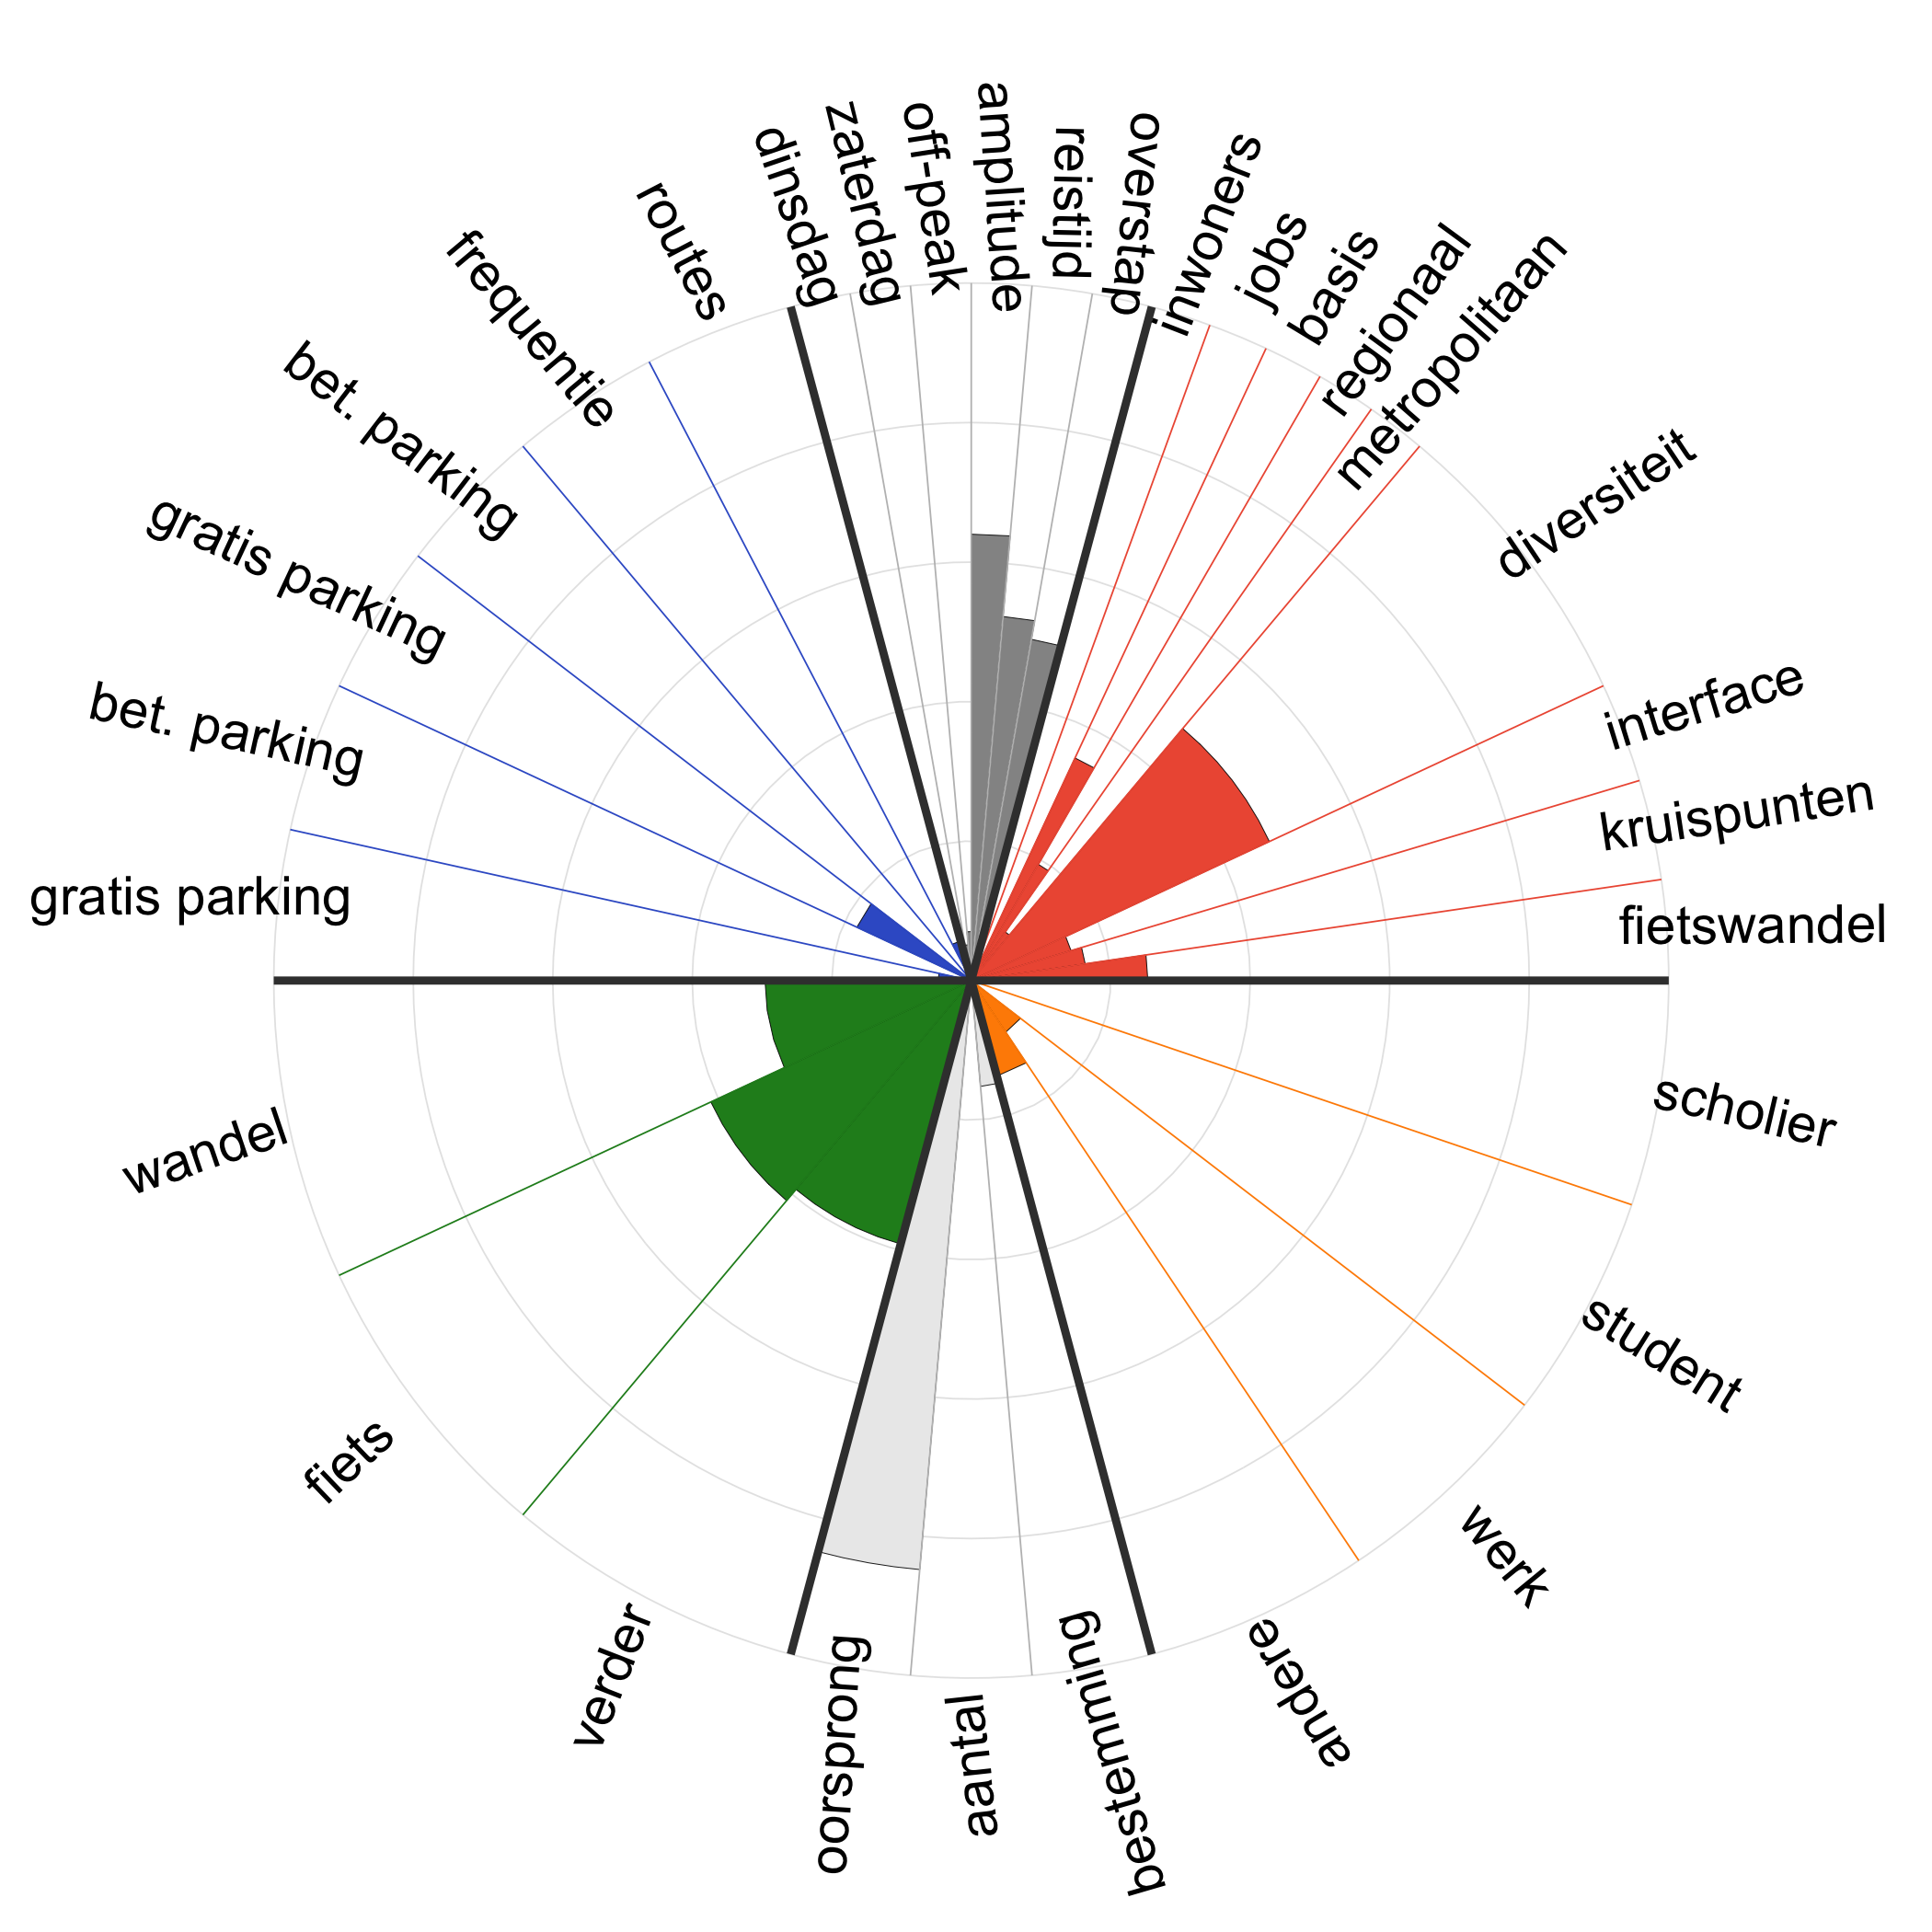 dinsdag
zaterdag
off-peak
amplitude
reistijd
overstap
inwoners
jobs
basis
regionaal
metropolitaan
diversiteit
interface
kruispunten
fietswandel
scholier
student
werk
andere
bestemming
aantal
oorsprong
verder
fiets
wandel
gratis parking
bet. parking
gratis parking
bet. parking
frequentie
routes